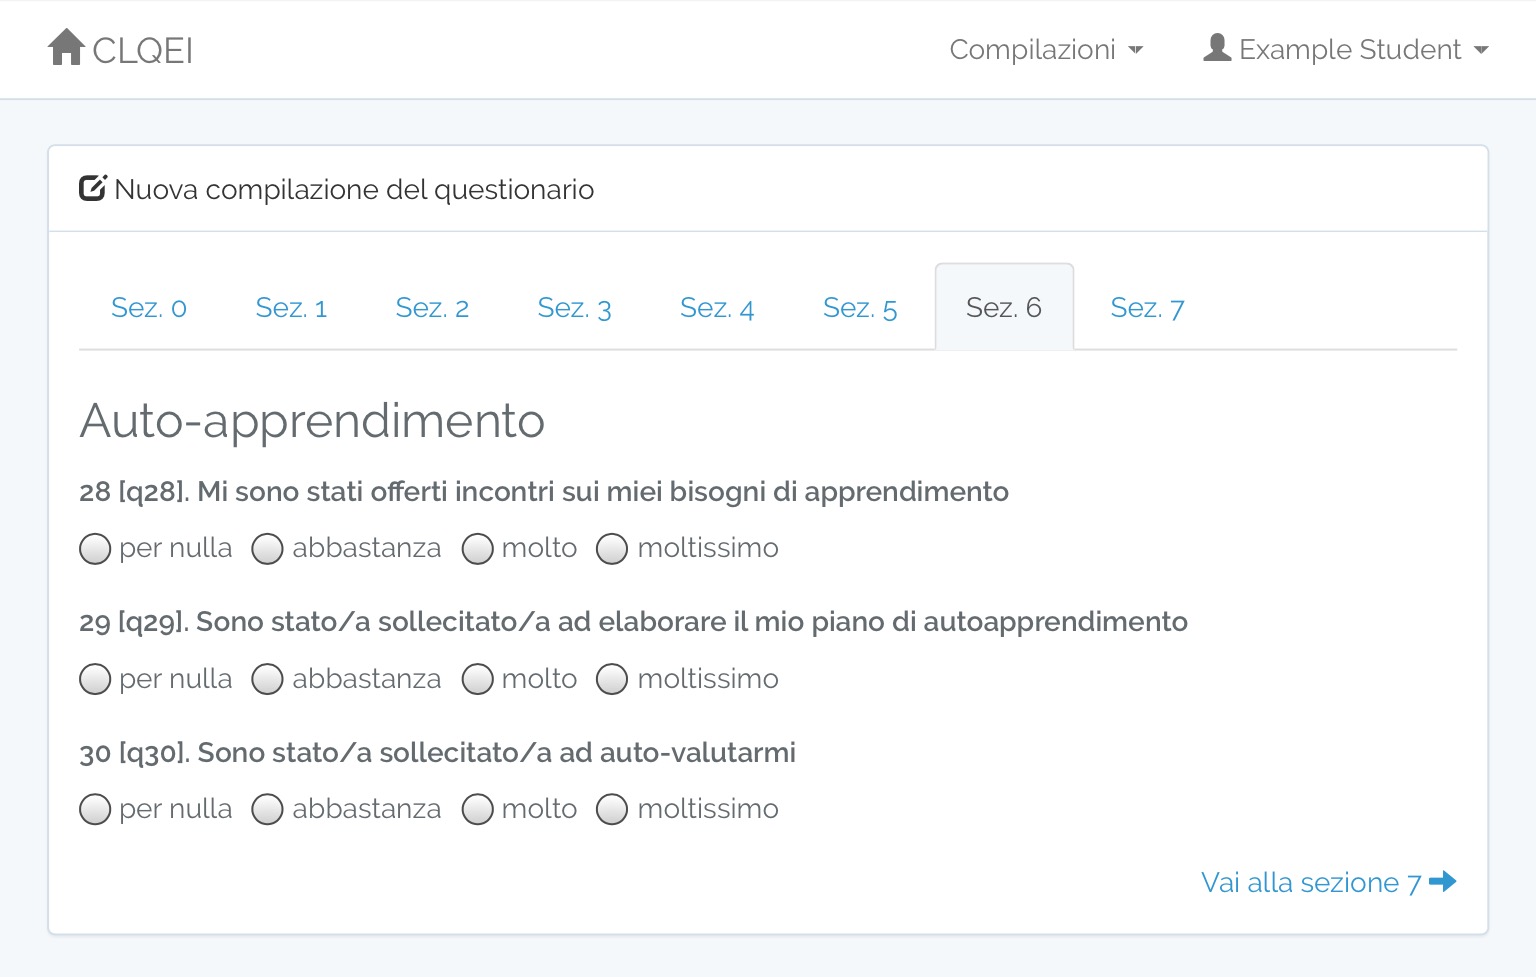 CLQEI Compilazioni Example Student
Nuova compilazione del questionario
Sez. 0 Sez. 1 Sez. 2 Sez. 3 Sez. 4 Sez. 5 Sez. 6 Sez. 7
Auto-apprendimento
28 [q28]. Mi sono stati offerti incontri sui miei bisogni di apprendimento
per nulla abbastanza molto moltissimo
29 [q29]. Sono stato/a sollecitato/a ad elaborare il mio piano di autoapprendimento
per nulla abbastanza molto moltissimo
30 [q30]. Sono stato/a sollecitato/a ad auto-valutarmi
per nulla abbastanza molto moltissimo
Vai alla sezione 7